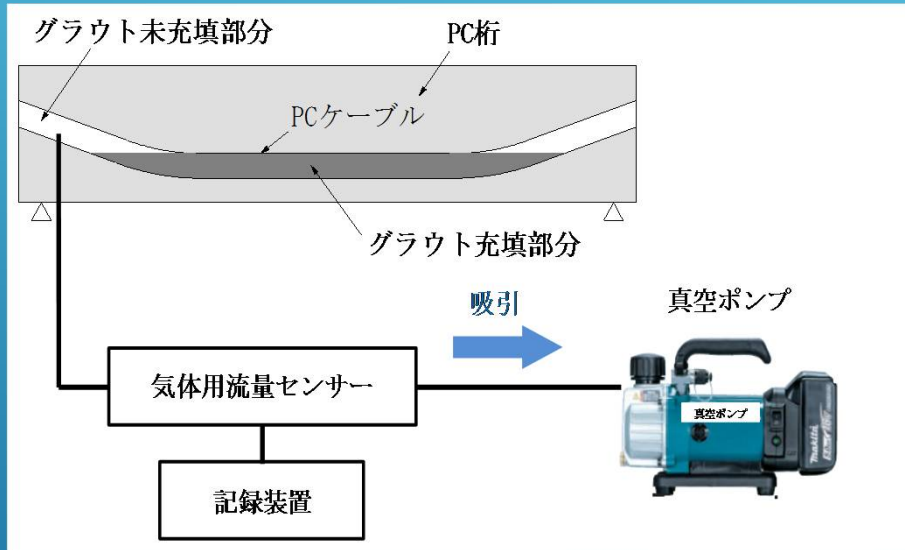 グラウト未充填部分
PC桁
PCケーブル
グラウト充填部分
吸引
真空ポンプ
気体用流量センサー
真空ポンプ
makita
記録装置